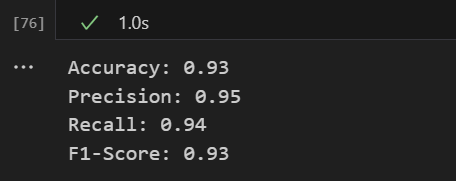 [76] 1.0s
... Accuracy: 0.93
Precision: 0.95
Recall: 0.94
F1-Score: 0.93